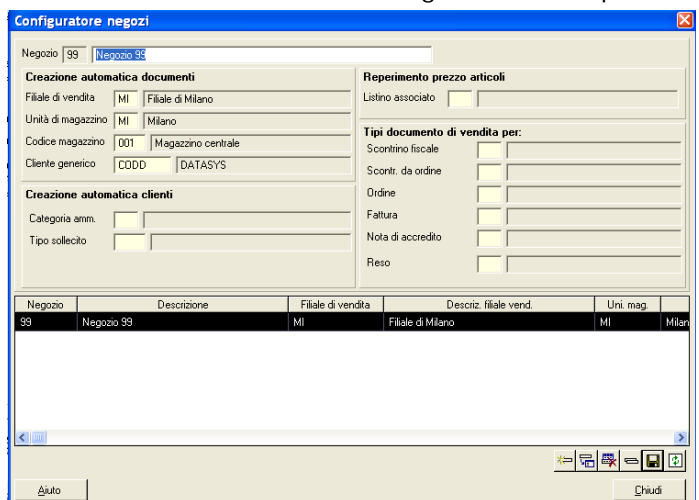 Configuratore negozi
Negozio 99 Negozio 99
Creazione automatica documenti
Filiale di vendita MI Filiale di Milano
Unità di magazzino MI Milano
Codice magazzino 001 Magazzino centrale
Cliente generico CODD DATASYS
Creazione automatica clienti
Categoria amm.
Tipo sollecito
Reperimento prezzo articoli
Listino associato
Tipi documento di vendita per:
Scontrino fiscale
Scontr. da ordine
Ordine
Fattura
Nota di accredito
Reso
Negozio Descrizione Filiale di vendita Descriz. filiale vend. Uni. mag.
99 Negozio 99 MI Filiale di Milano MI Milan
Aiuto Chiudi